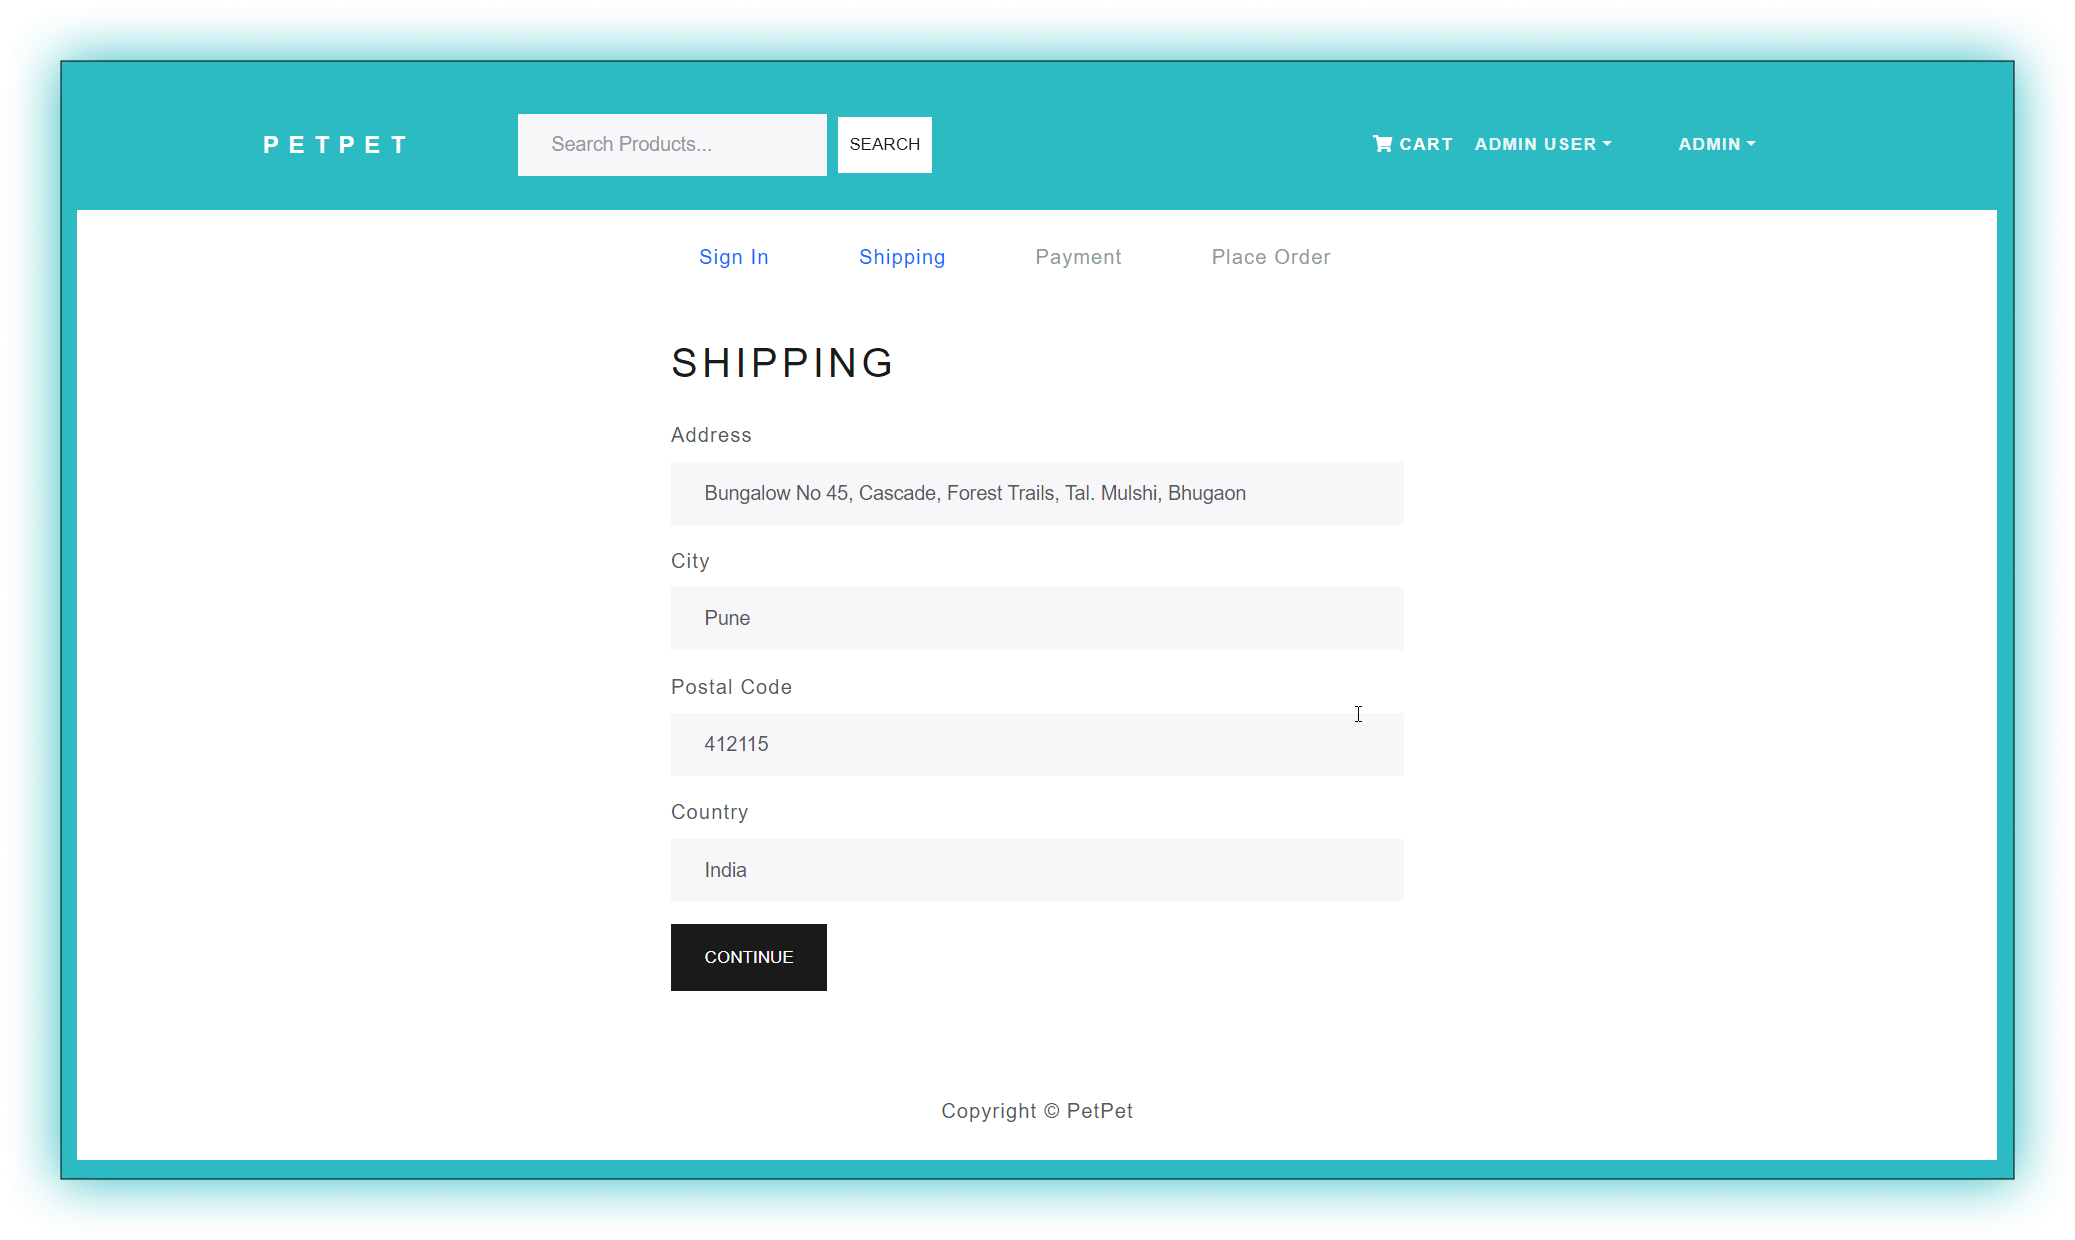 PETPET Search Products... SEARCH CART ADMIN USER ADMIN
Sign In Shipping Payment Place Order
SHIPPING
Address
Bungalow No 45, Cascade, Forest Trails, Tal. Mulshi, Bhugaon
City
Pune
Postal Code
412115
Country
India
CONTINUE
Copyright © PetPet